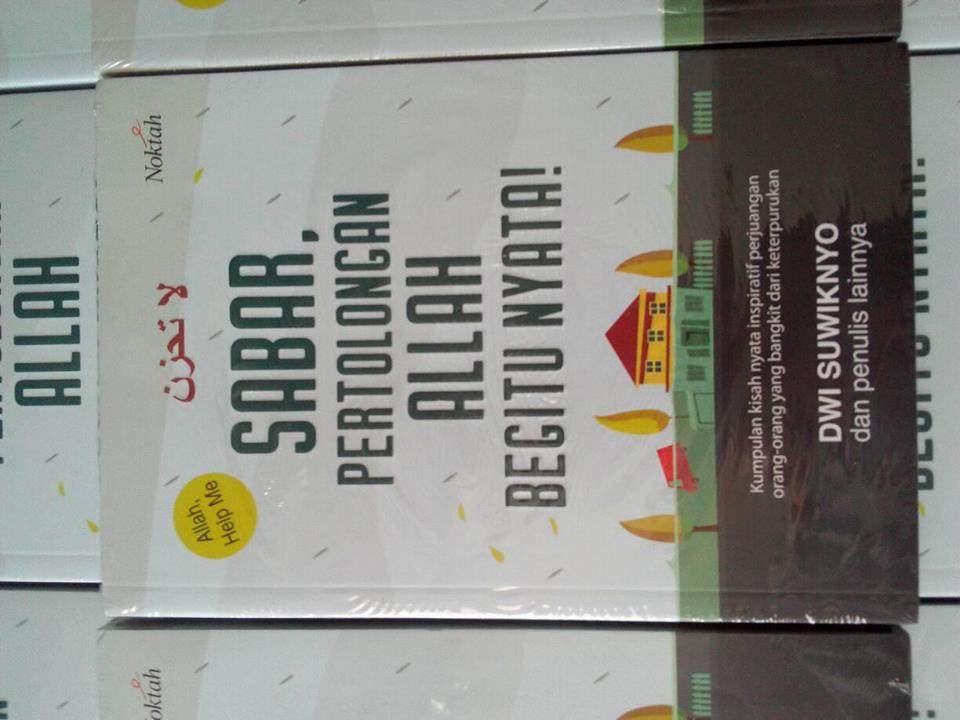 Noktah
لا تحزن
Allah,
Help Me
SABAR,
PERTOLONGAN
ALLAH
BEGITU NYATA!
Kumpulan kisah nyata inspiratif perjuangan
orang-orang yang bangkit dari keterpurukan
DWI SUWIKNYO
dan penulis lainnya
ALLAH